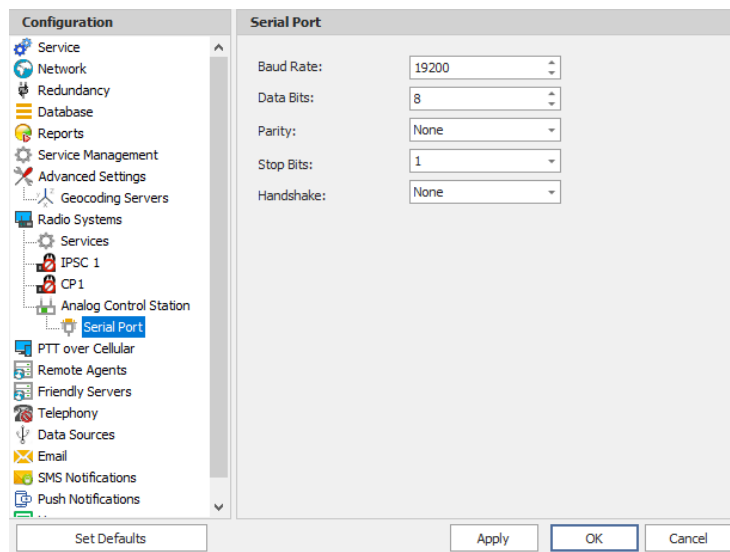 Configuration
Service
Network
Redundancy
Database
Reports
Service Management
Advanced Settings
Geocoding Servers
Radio Systems
Services
IPSC 1
CP1
Analog Control Station
Serial Port
PTT over Cellular
Remote Agents
Friendly Servers
Telephony
Data Sources
Email
SMS Notifications
Push Notifications
Set Defaults
Serial Port
Baud Rate: 19200
Data Bits: 8
Parity: None
Stop Bits: 1
Handshake: None
Apply OK Cancel